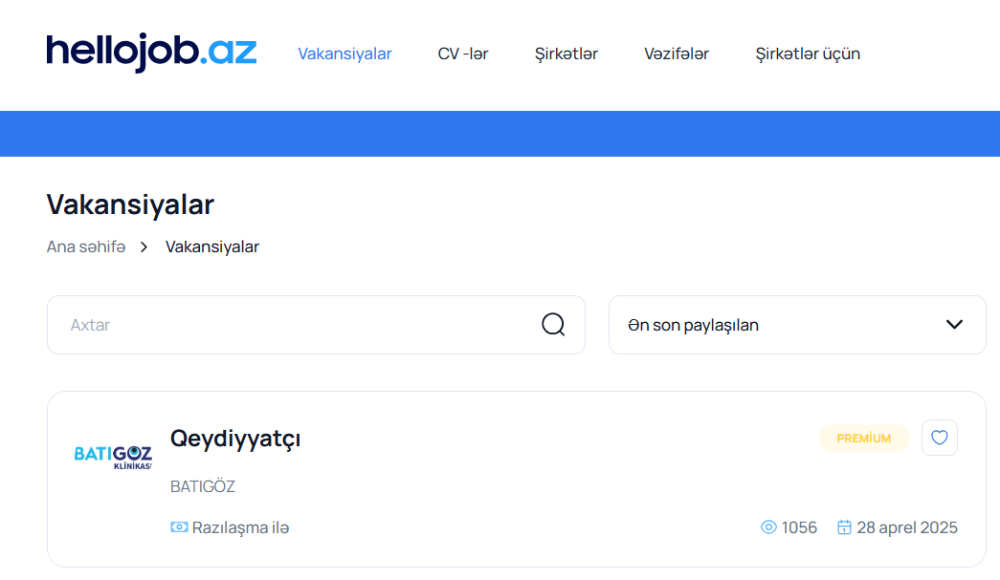 hellojob.az
Vakansiyalar CV -lər Şirkətlər Vəzifələr Şirkətlər üçün
Vakansiyalar
Ana səhifə > Vakansiyalar
Axtar
Ən son paylaşılan
Qeydiyyatçı
PREMİUM
BATIGÖZ
KLİNİKASI
BATIGÖZ
Razılaşma ilə
1056
28 aprel 2025